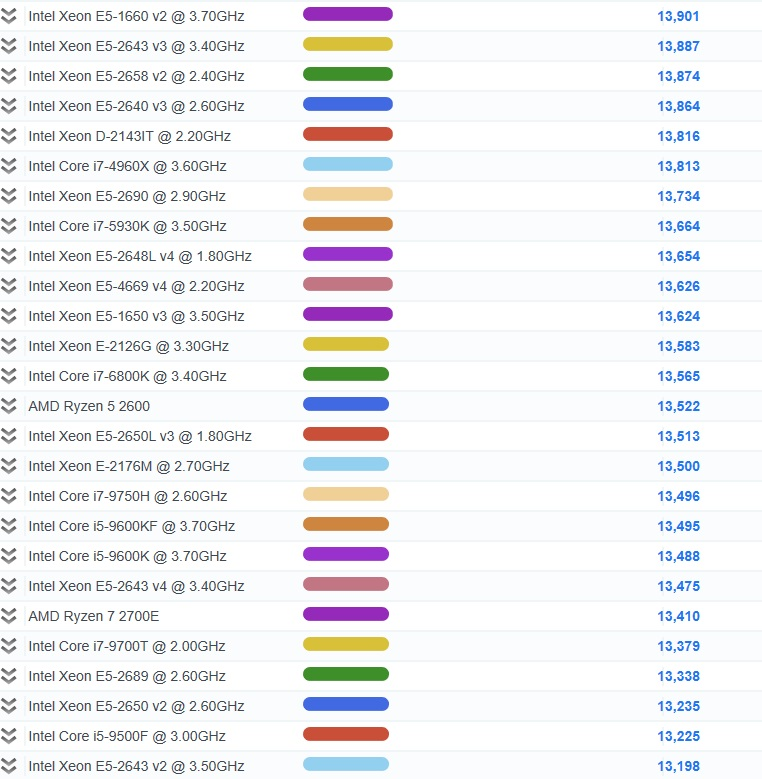 Intel Xeon E5-1660 v2 @ 3.70GHz 13,901
Intel Xeon E5-2643 v3 @ 3.40GHz 13,887
Intel Xeon E5-2658 v2 @ 2.40GHz 13,874
Intel Xeon E5-2640 v3 @ 2.60GHz 13,864
Intel Xeon D-2143IT @ 2.20GHz 13,816
Intel Core i7-4960X @ 3.60GHz 13,813
Intel Xeon E5-2690 @ 2.90GHz 13,734
Intel Core i7-5930K @ 3.50GHz 13,664
Intel Xeon E5-2648L v4 @ 1.80GHz 13,654
Intel Xeon E5-4669 v4 @ 2.20GHz 13,626
Intel Xeon E5-1650 v3 @ 3.50GHz 13,624
Intel Xeon E-2126G @ 3.30GHz 13,583
Intel Core i7-6800K @ 3.40GHz 13,565
AMD Ryzen 5 2600 13,522
Intel Xeon E5-2650L v3 @ 1.80GHz 13,513
Intel Xeon E-2176M @ 2.70GHz 13,500
Intel Core i7-9750H @ 2.60GHz 13,496
Intel Core i5-9600KF @ 3.70GHz 13,495
Intel Core i5-9600K @ 3.70GHz 13,488
Intel Xeon E5-2643 v4 @ 3.40GHz 13,475
AMD Ryzen 7 2700E 13,410
Intel Core i7-9700T @ 2.00GHz 13,379
Intel Xeon E5-2689 @ 2.60GHz 13,338
Intel Xeon E5-2650 v2 @ 2.60GHz 13,235
Intel Core i5-9500F @ 3.00GHz 13,225
Intel Xeon E5-2643 v2 @ 3.50GHz 13,198